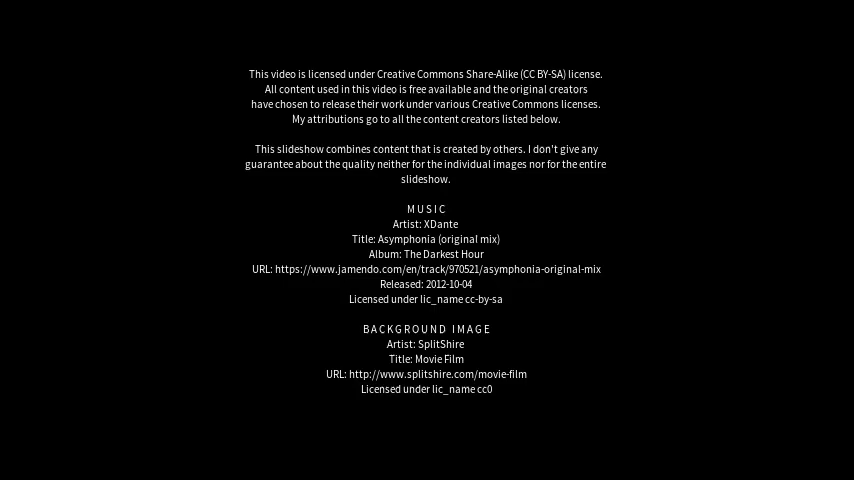 This video is licensed under Creative Commons Share-Alike (CC BY-SA) license.
All content used in this video is free available and the original creators
have chosen to release their work under various Creative Commons licenses.
My attributions go to all the content creators listed below.
This slideshow combines content that is created by others. I don't give any
guarantee about the quality neither for the individual images nor for the entire
slideshow.
MUSIC
Artist: XDante
Title: Asymphonia (original mix)
Album: The Darkest Hour
URL: https://www.jamendo.com/en/track/970521/asymphonia-original-mix
Released: 2012-10-04
Licensed under lic_name cc-by-sa
BACKGROUND IMAGE
Artist: SplitShire
Title: Movie Film
URL: http://www.splitshire.com/movie-film
Licensed under lic_name cc0